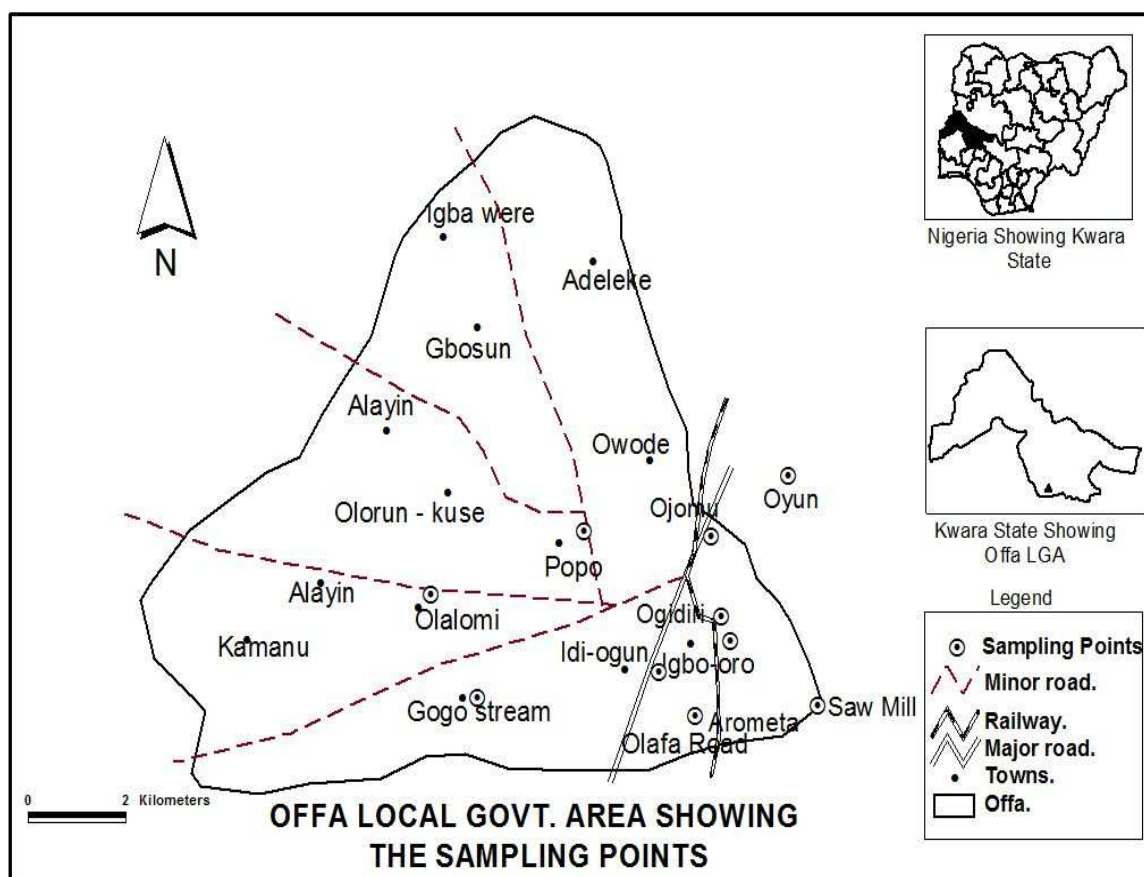 Igba were
N
Adeleke
Gbosun
Alayin
Owode
Oyun
Olorun - kuse
Ojomu
Popo
Alayin
Olalomi
Ogidiri
Kamanu
Idi-ogun
Igbo-oro
Gogo stream
Arometa
Saw Mill
Olafa Road
0 2 Kilometers
OFFA LOCAL GOVT. AREA SHOWING
THE SAMPLING POINTS
Nigeria Showing Kwara
State
Kwara State Showing
Offa LGA
Legend
Sampling Points
Minor road.
Railway.
Major road.
Towns.
Offa.